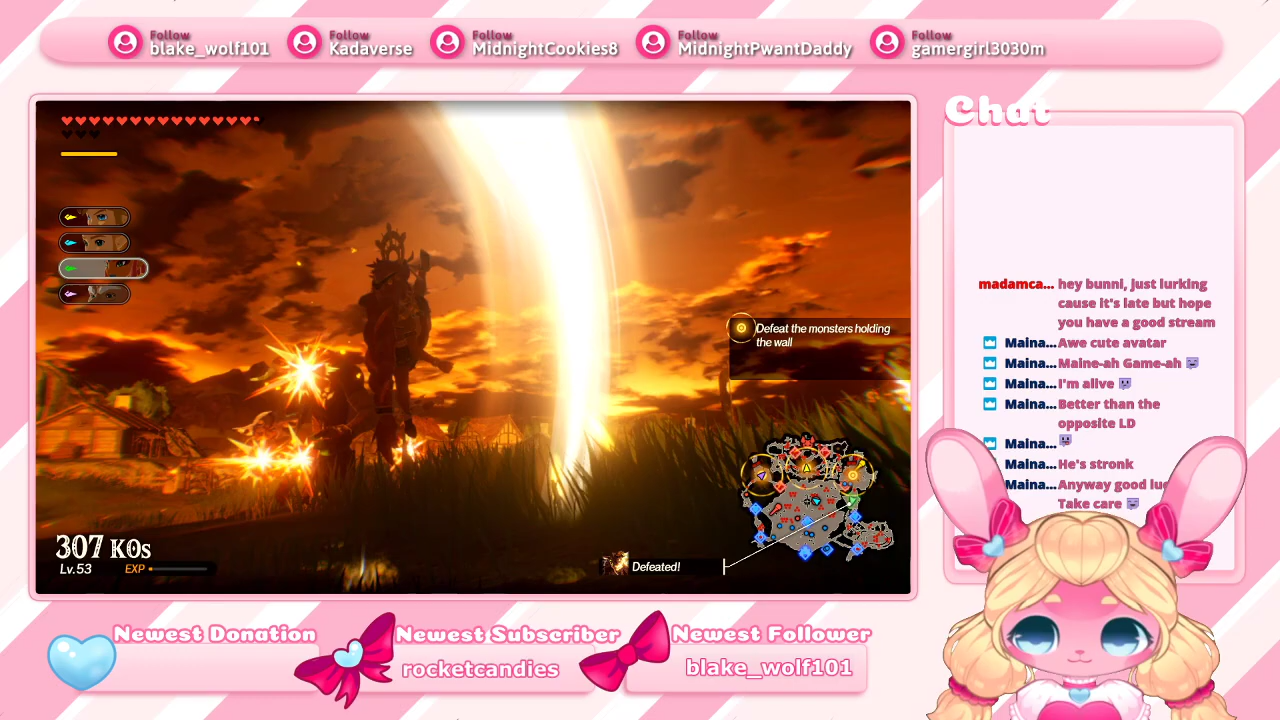 Follow
blake_wolf101
Follow
Kadaverse
Follow
MidnightCookies8
Follow
MidnightPwantDaddy
Follow
gamergirl3030m
Chat
madamca... hey bunni, just lurking
cause it's late but hope
you have a good stream
Maina... Awe cute avatar
Maina... Maine-ah Game-ah
Maina... I'm alive
Maina... Better than the
opposite LD
Maina...
Maina... He's stronk
Maina... Anyway good
Take care
Defeat the monsters holding
the wall
307 KOs
Lv.53 EXP
Defeated!
Newest Donation
Newest Subscriber
rocketcandies
Newest Follower
blake_wolf101